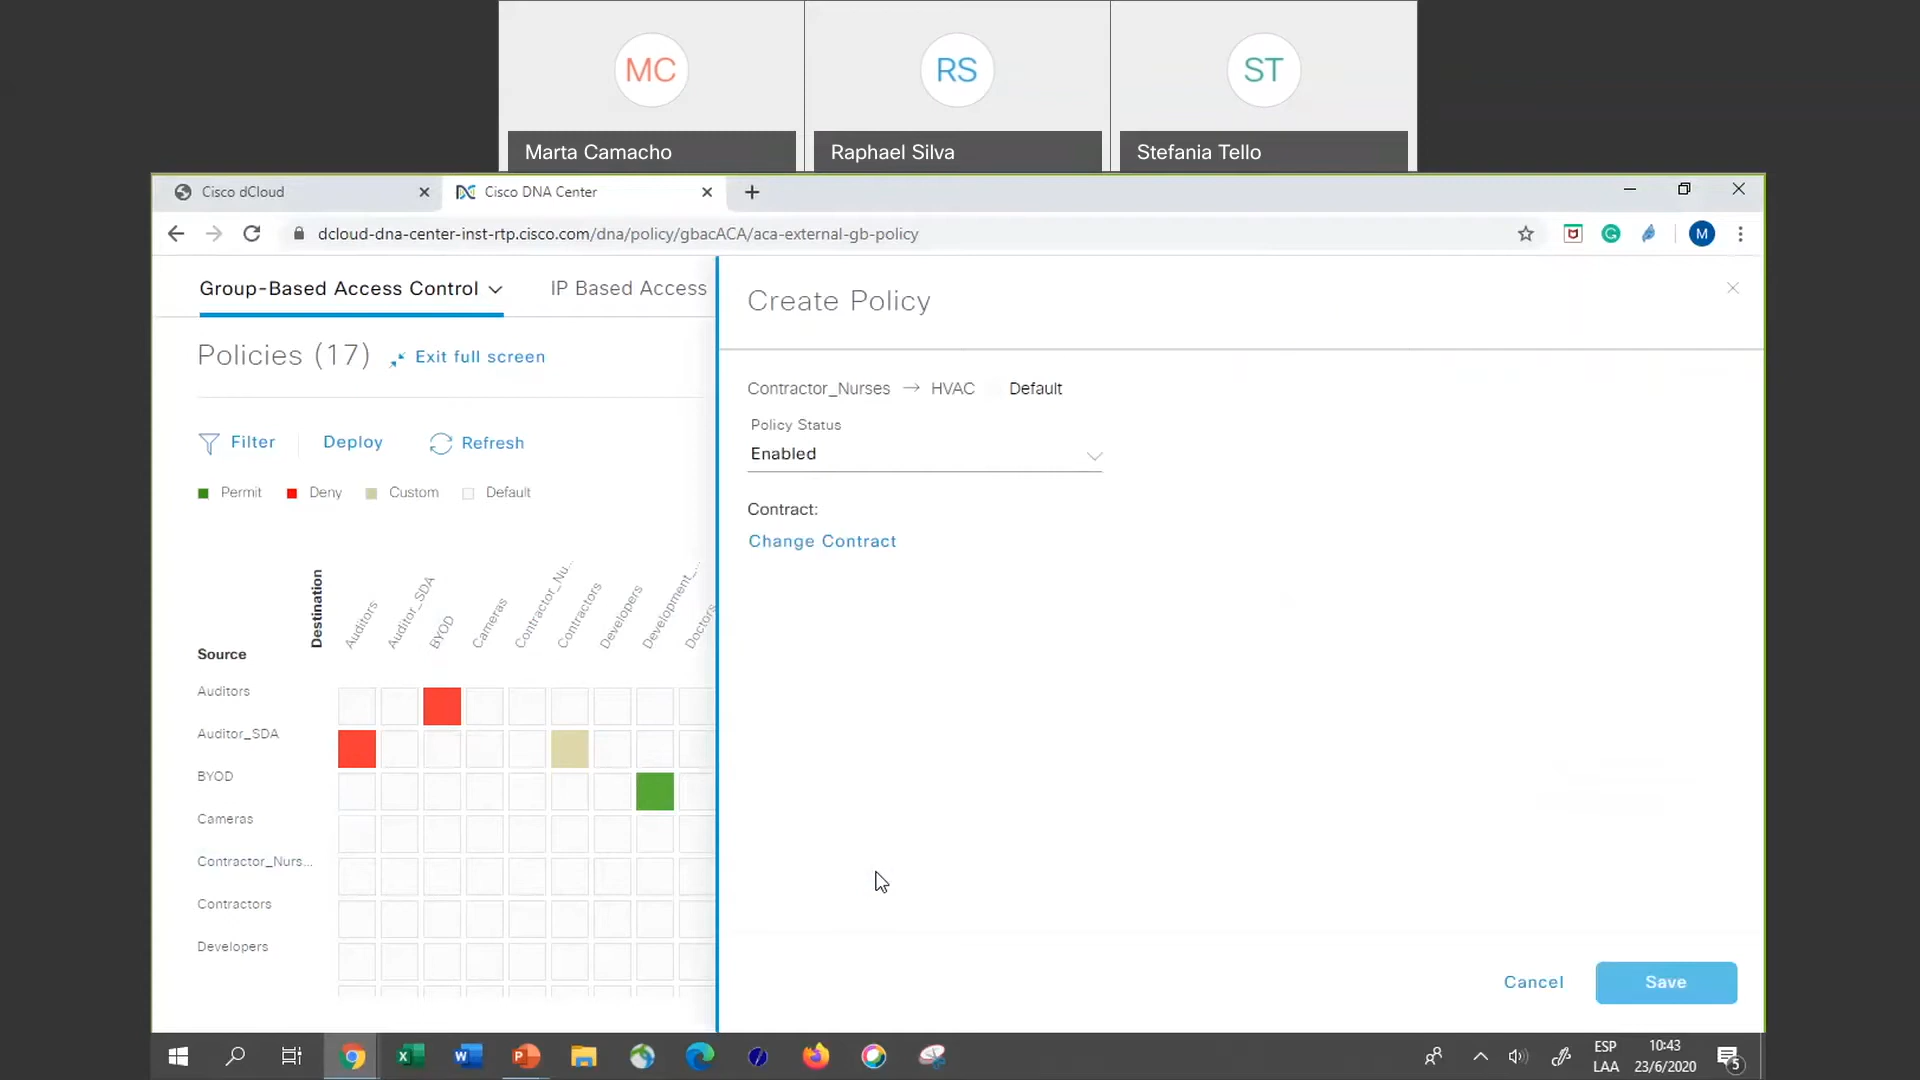 MC
RS
ST
Marta Camacho
Raphael Silva
Stefania Tello
Cisco dCloud
Cisco DNA Center
dcloud-dna-center-inst-rtp.cisco.com/dna/policy/gbacACA/aca-external-gb-policy
M
Group-Based Access Control
IP Based Access
Create Policy
Policies (17)
Exit full screen
Contractor_Nurses → HVAC Default
Policy Status
Enabled
Filter
Deploy
Refresh
Permit
Deny
Custom
Default
Contract:
Change Contract
Destination
Auditors
Auditor_SDA
BYOD
Cameras
Contractor_Nu...
Contractors
Developers
Development_...
Doctors
Source
Auditors
Auditor_SDA
BYOD
Cameras
Contractor_Nurs...
Contractors
Developers
Cancel
Save
ESP
LAA
10:43
23/6/2020
5